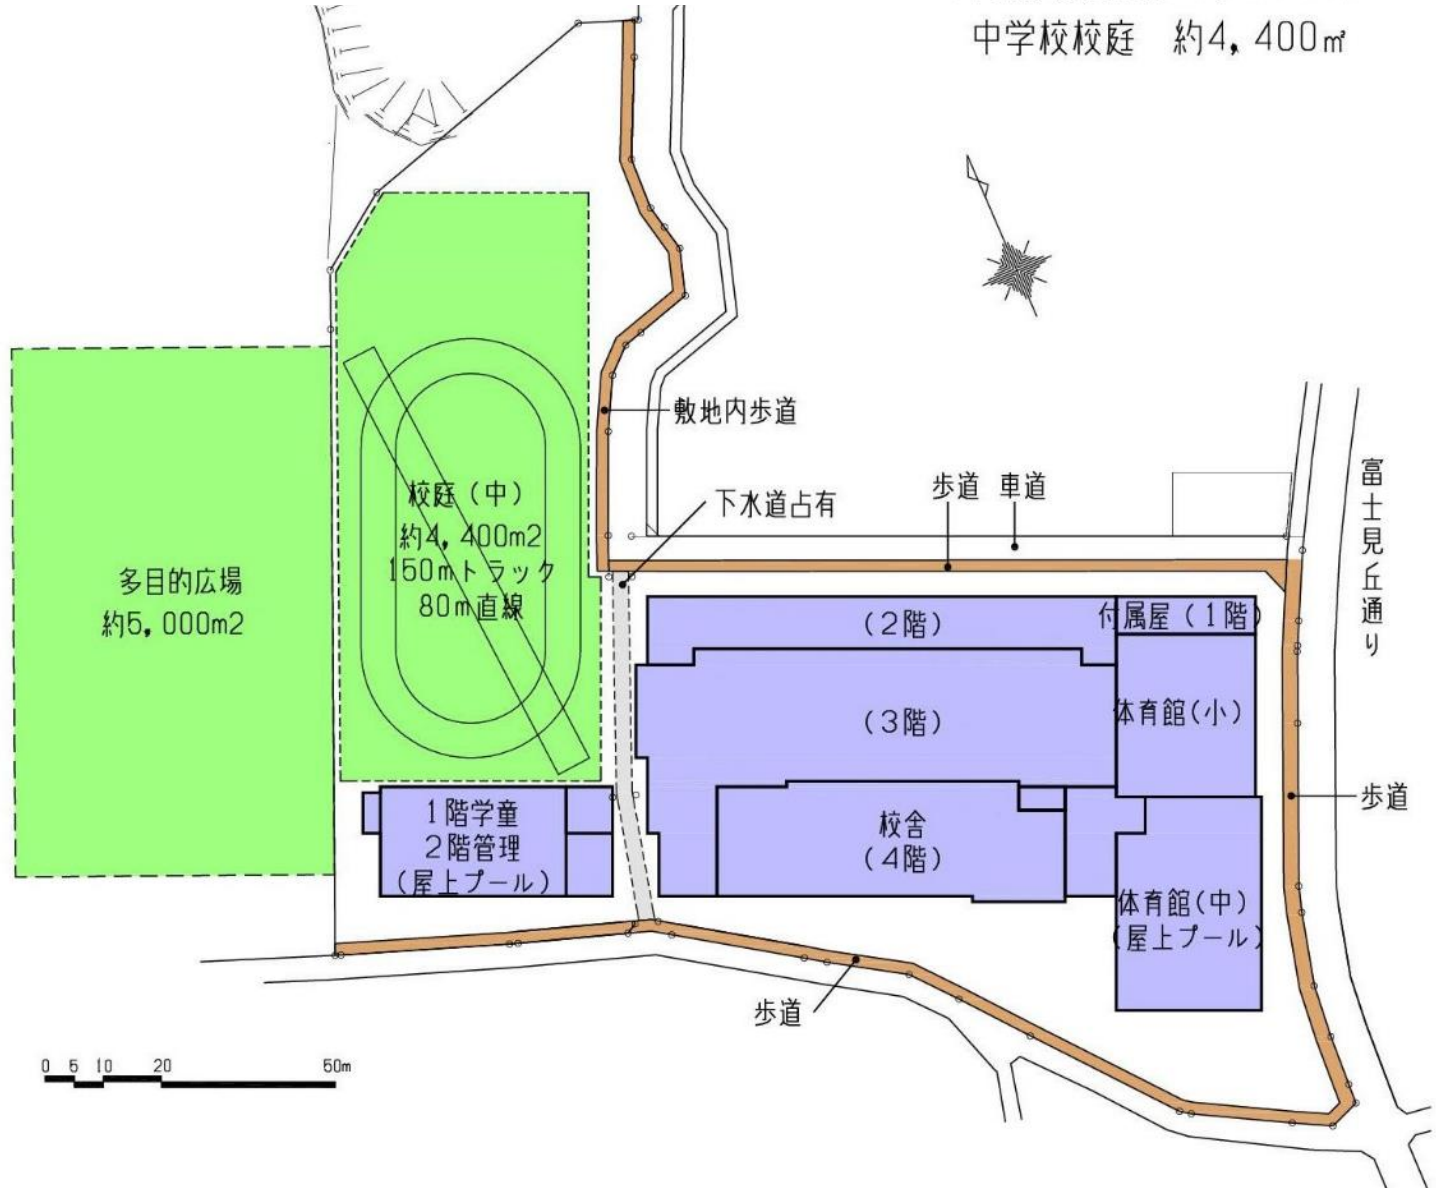 中学校校庭 約4,400㎡
敷地内歩道
下水道占有
歩道
車道
富士見丘通り
校庭(中)
約4,400m2
150mトラック
80m直線
多目的広場
約5,000m2
(2階)
付属屋(1階)
(3階)
体育館(小)
歩道
1階学童
2階管理
(屋上プール)
校舎
(4階)
体育館(中)
(屋上プール)
歩道
0 5 10 20 50m